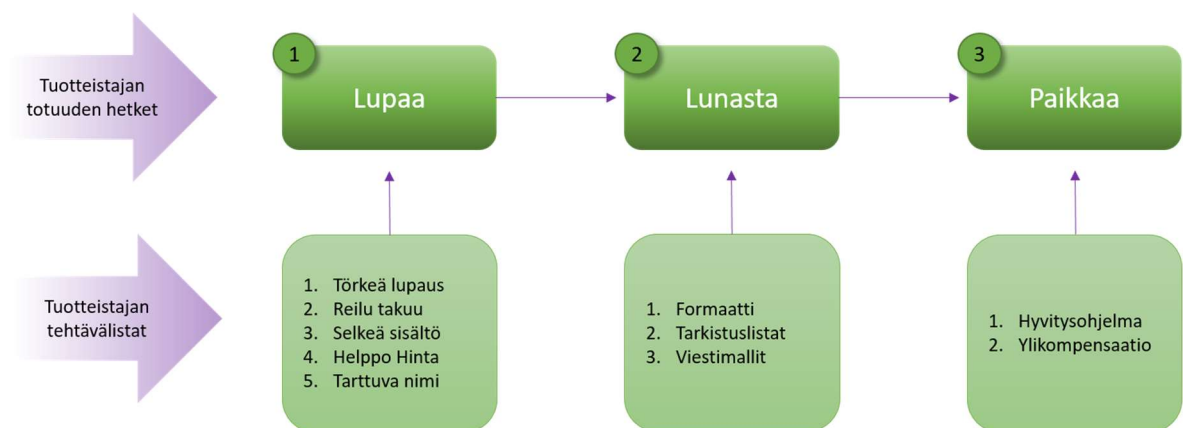 Tuotteistajan
totuuden hetket
1
Lupaa
2
Lunasta
3
Paikkaa
Tuotteistajan
tehtävälistat
1. Törkeä lupaus
2. Reilu takuu
3. Selkeä sisältö
4. Helppo Hinta
5. Tarttuva nimi
1. Formaatti
2. Tarkistuslistat
3. Viestimallit
1. Hyvitysohjelma
2. Ylikompensaatio